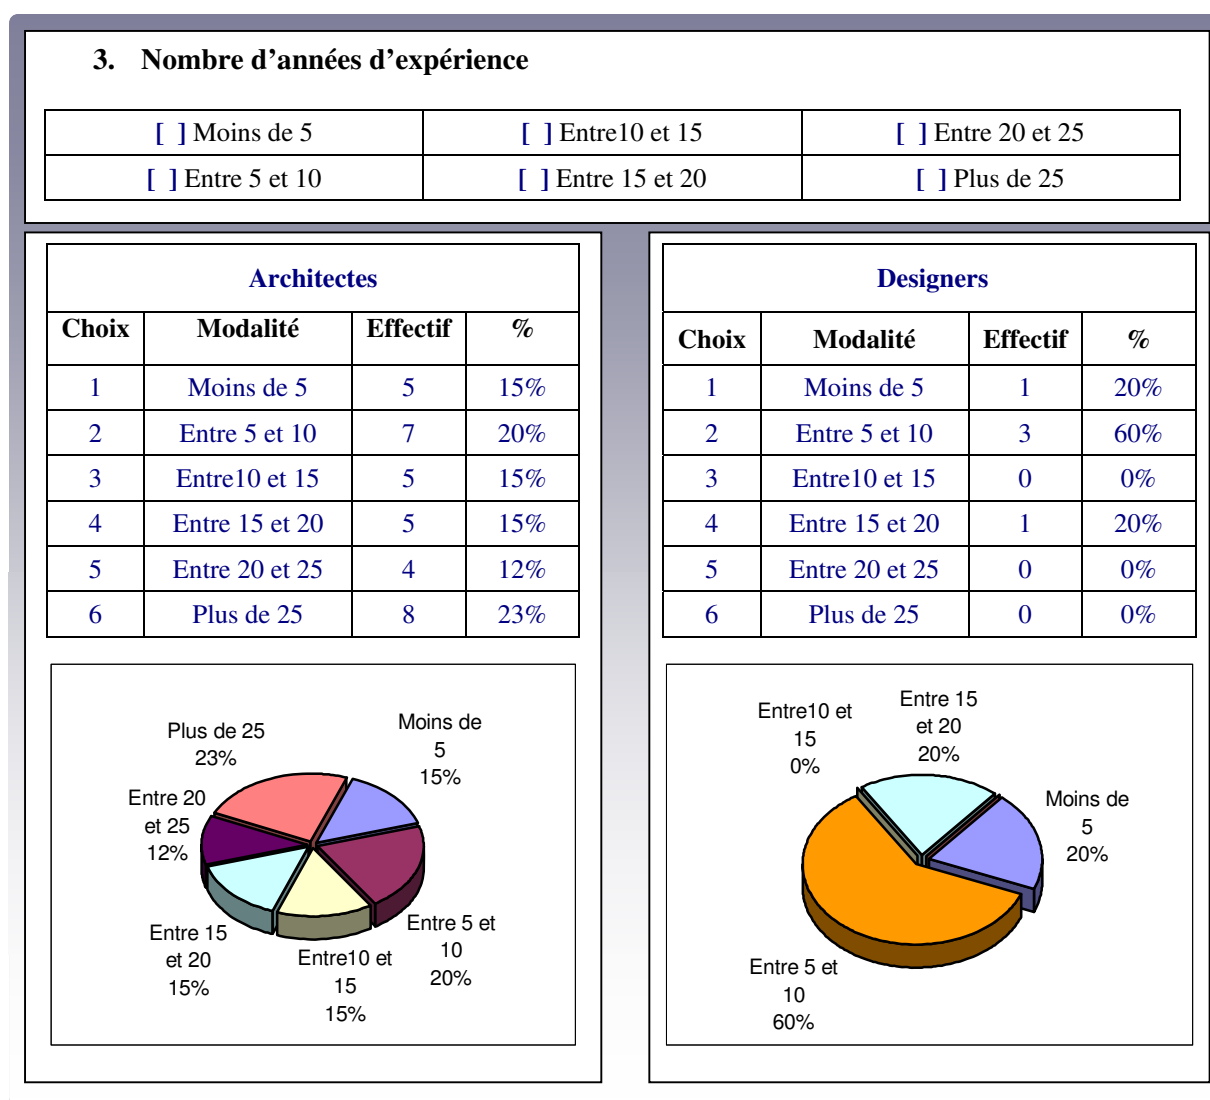 3. Nombre d'années d'expérience
[ ] Moins de 5 [ ] Entre10 et 15 [ ] Entre 20 et 25
[ ] Entre 5 et 10 [ ] Entre 15 et 20 [ ] Plus de 25
Architectes
Choix Modalité Effectif %
1 Moins de 5 5 15%
2 Entre 5 et 10 7 20%
3 Entre10 et 15 5 15%
4 Entre 15 et 20 5 15%
5 Entre 20 et 25 4 12%
6 Plus de 25 8 23%
Plus de 25
23%
Moins de
5
15%
Entre 20
et 25
12%
Entre 5 et
10
20%
Entre 15
et 20
15%
Entre10 et
15
15%
Designers
Choix Modalité Effectif %
1 Moins de 5 1 20%
2 Entre 5 et 10 3 60%
3 Entre10 et 15 0 0%
4 Entre 15 et 20 1 20%
5 Entre 20 et 25 0 0%
6 Plus de 25 0 0%
Entre10 et
15
0%
Entre 15
et 20
20%
Moins de
5
20%
Entre 5 et
10
60%